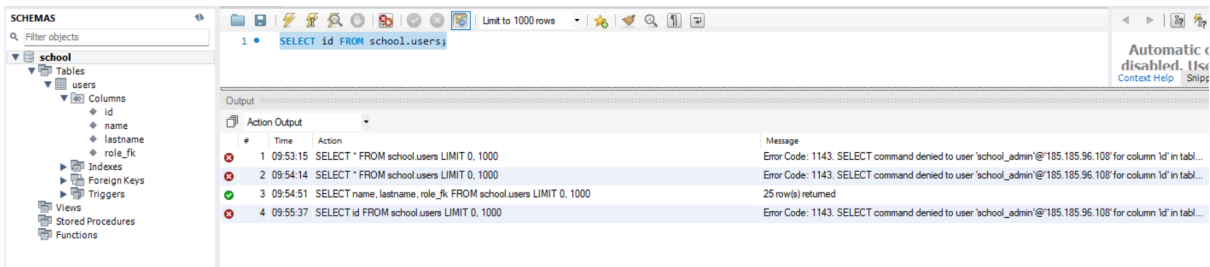 SCHEMAS
Filter objects
school
Tables
users
Columns
id
name
lastname
role_fk
Indexes
Foreign Keys
Triggers
Views
Stored Procedures
Functions
Limit to 1000 rows
1 SELECT id FROM school.users;
Automatic c
disabled. Use
Context Help Snipp
Output
Action Output
# Time Action Message
1 09:53:15 SELECT * FROM school.users LIMIT 0, 1000 Error Code: 1143. SELECT command denied to user 'school_admin'@'185.185.96.108' for column 'id' in tabl...
2 09:54:14 SELECT * FROM school.users LIMIT 0, 1000 Error Code: 1143. SELECT command denied to user 'school_admin'@'185.185.96.108' for column 'id' in tabl...
3 09:54:51 SELECT name, lastname, role_fk FROM school.users LIMIT 0, 1000 25 row(s) returned
4 09:55:37 SELECT id FROM school.users LIMIT 0, 1000 Error Code: 1143. SELECT command denied to user 'school_admin'@'185.185.96.108' for column 'id' in tabl...